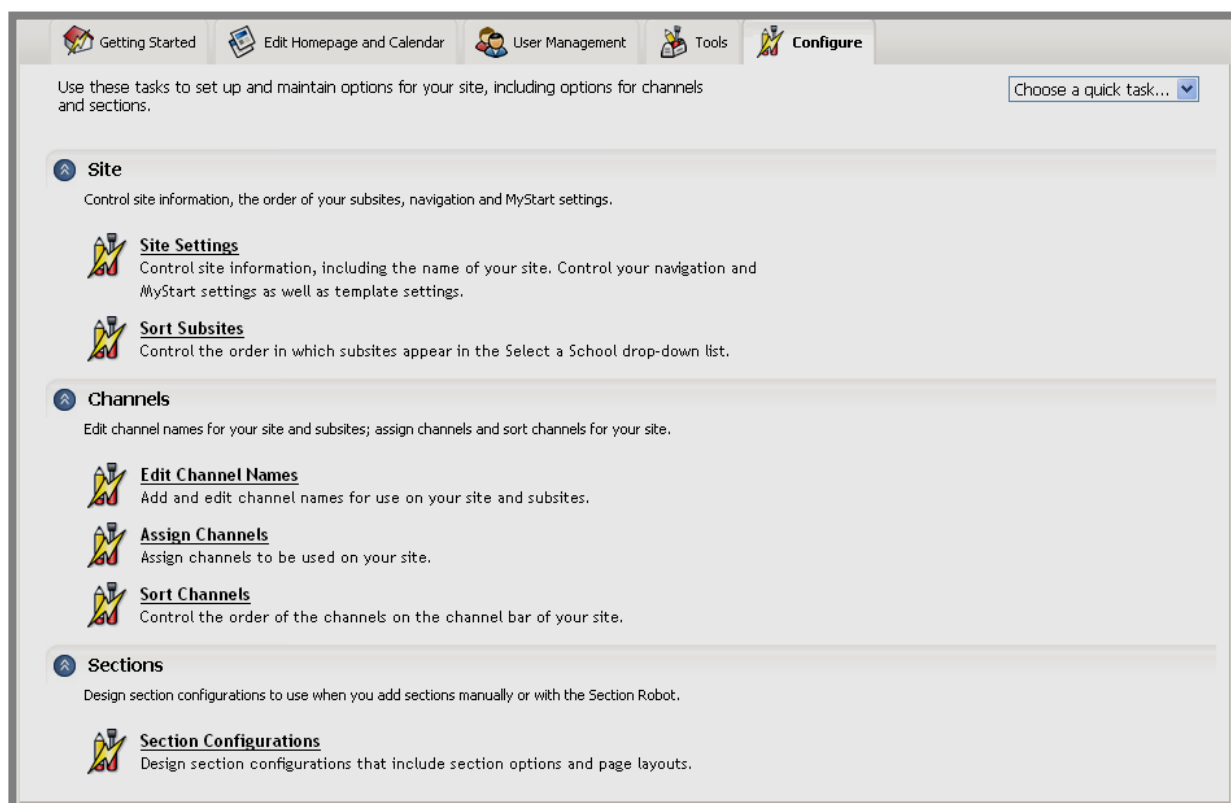 Getting Started
Edit Homepage and Calendar
User Management
Tools
Configure
Use these tasks to set up and maintain options for your site, including options for channels
and sections.
Choose a quick task...
Site
Control site information, the order of your subsites, navigation and MyStart settings.
Site Settings
Control site information, including the name of your site. Control your navigation and
MyStart settings as well as template settings.
Sort Subsites
Control the order in which subsites appear in the Select a School drop-down list.
Channels
Edit channel names for your site and subsites; assign channels and sort channels for your site.
Edit Channel Names
Add and edit channel names for use on your site and subsites.
Assign Channels
Assign channels to be used on your site.
Sort Channels
Control the order of the channels on the channel bar of your site.
Sections
Design section configurations to use when you add sections manually or with the Section Robot.
Section Configurations
Design section configurations that include section options and page layouts.